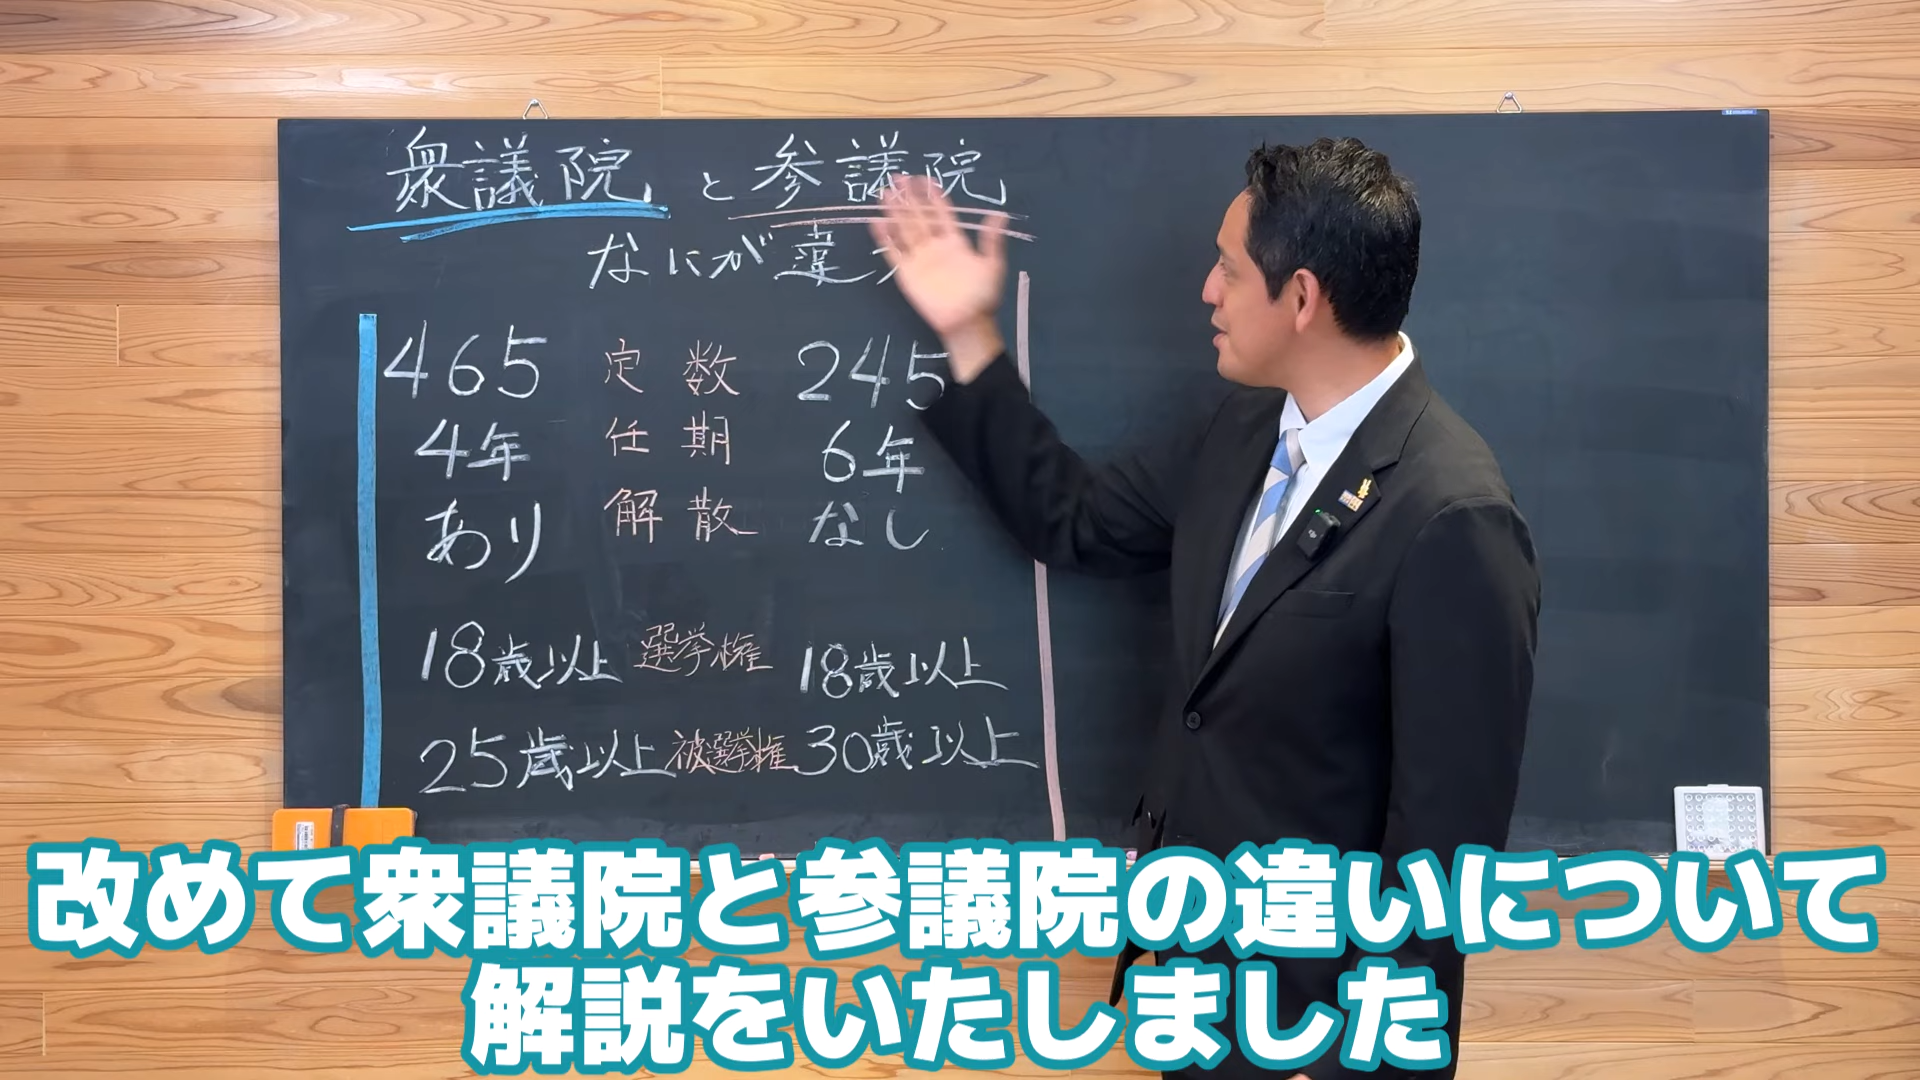 衆議院と参議院
なにが違う
465 定数 245
4年 任期 6年
あり 解散 なし
18歳以上 選挙権 18歳以上
25歳以上 被選挙権 30歳以上
改めて衆議院と参議院の違いについて
解説をいたしました